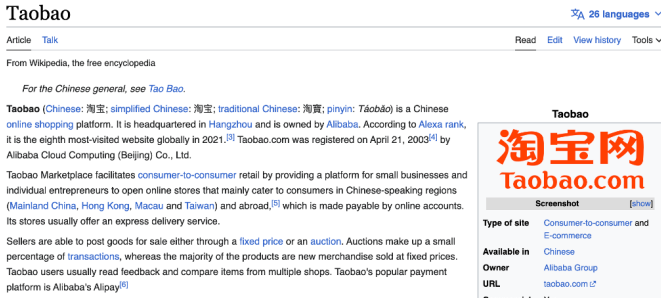 Taobao
26 languages
Article Talk
Read Edit View history Tools
From Wikipedia, the free encyclopedia
For the Chinese general, see Tao Bao.
Taobao (Chinese: 淘宝; simplified Chinese: 淘宝; traditional Chinese: 淘寶; pinyin: Táobǎo) is a Chinese
online shopping platform. It is headquartered in Hangzhou and is owned by Alibaba. According to Alexa rank,
it is the eighth most-visited website globally in 2021.[3] Taobao.com was registered on April 21, 2003[4] by
Alibaba Cloud Computing (Beijing) Co., Ltd.
Taobao Marketplace facilitates consumer-to-consumer retail by providing a platform for small businesses and
individual entrepreneurs to open online stores that mainly cater to consumers in Chinese-speaking regions
(Mainland China, Hong Kong, Macau and Taiwan) and abroad,[5] which is made payable by online accounts.
Its stores usually offer an express delivery service.
Sellers are able to post goods for sale either through a fixed price or an auction. Auctions make up a small
percentage of transactions, whereas the majority of the products are new merchandise sold at fixed prices.
Taobao users usually read feedback and compare items from multiple shops. Taobao's popular payment
platform is Alibaba's Alipay[6]
Taobao
淘宝网
Taobao.com
Screenshot [show]
Type of site Consumer-to-consumer and
E-commerce
Available in Chinese
Owner Alibaba Group
URL taobao.com